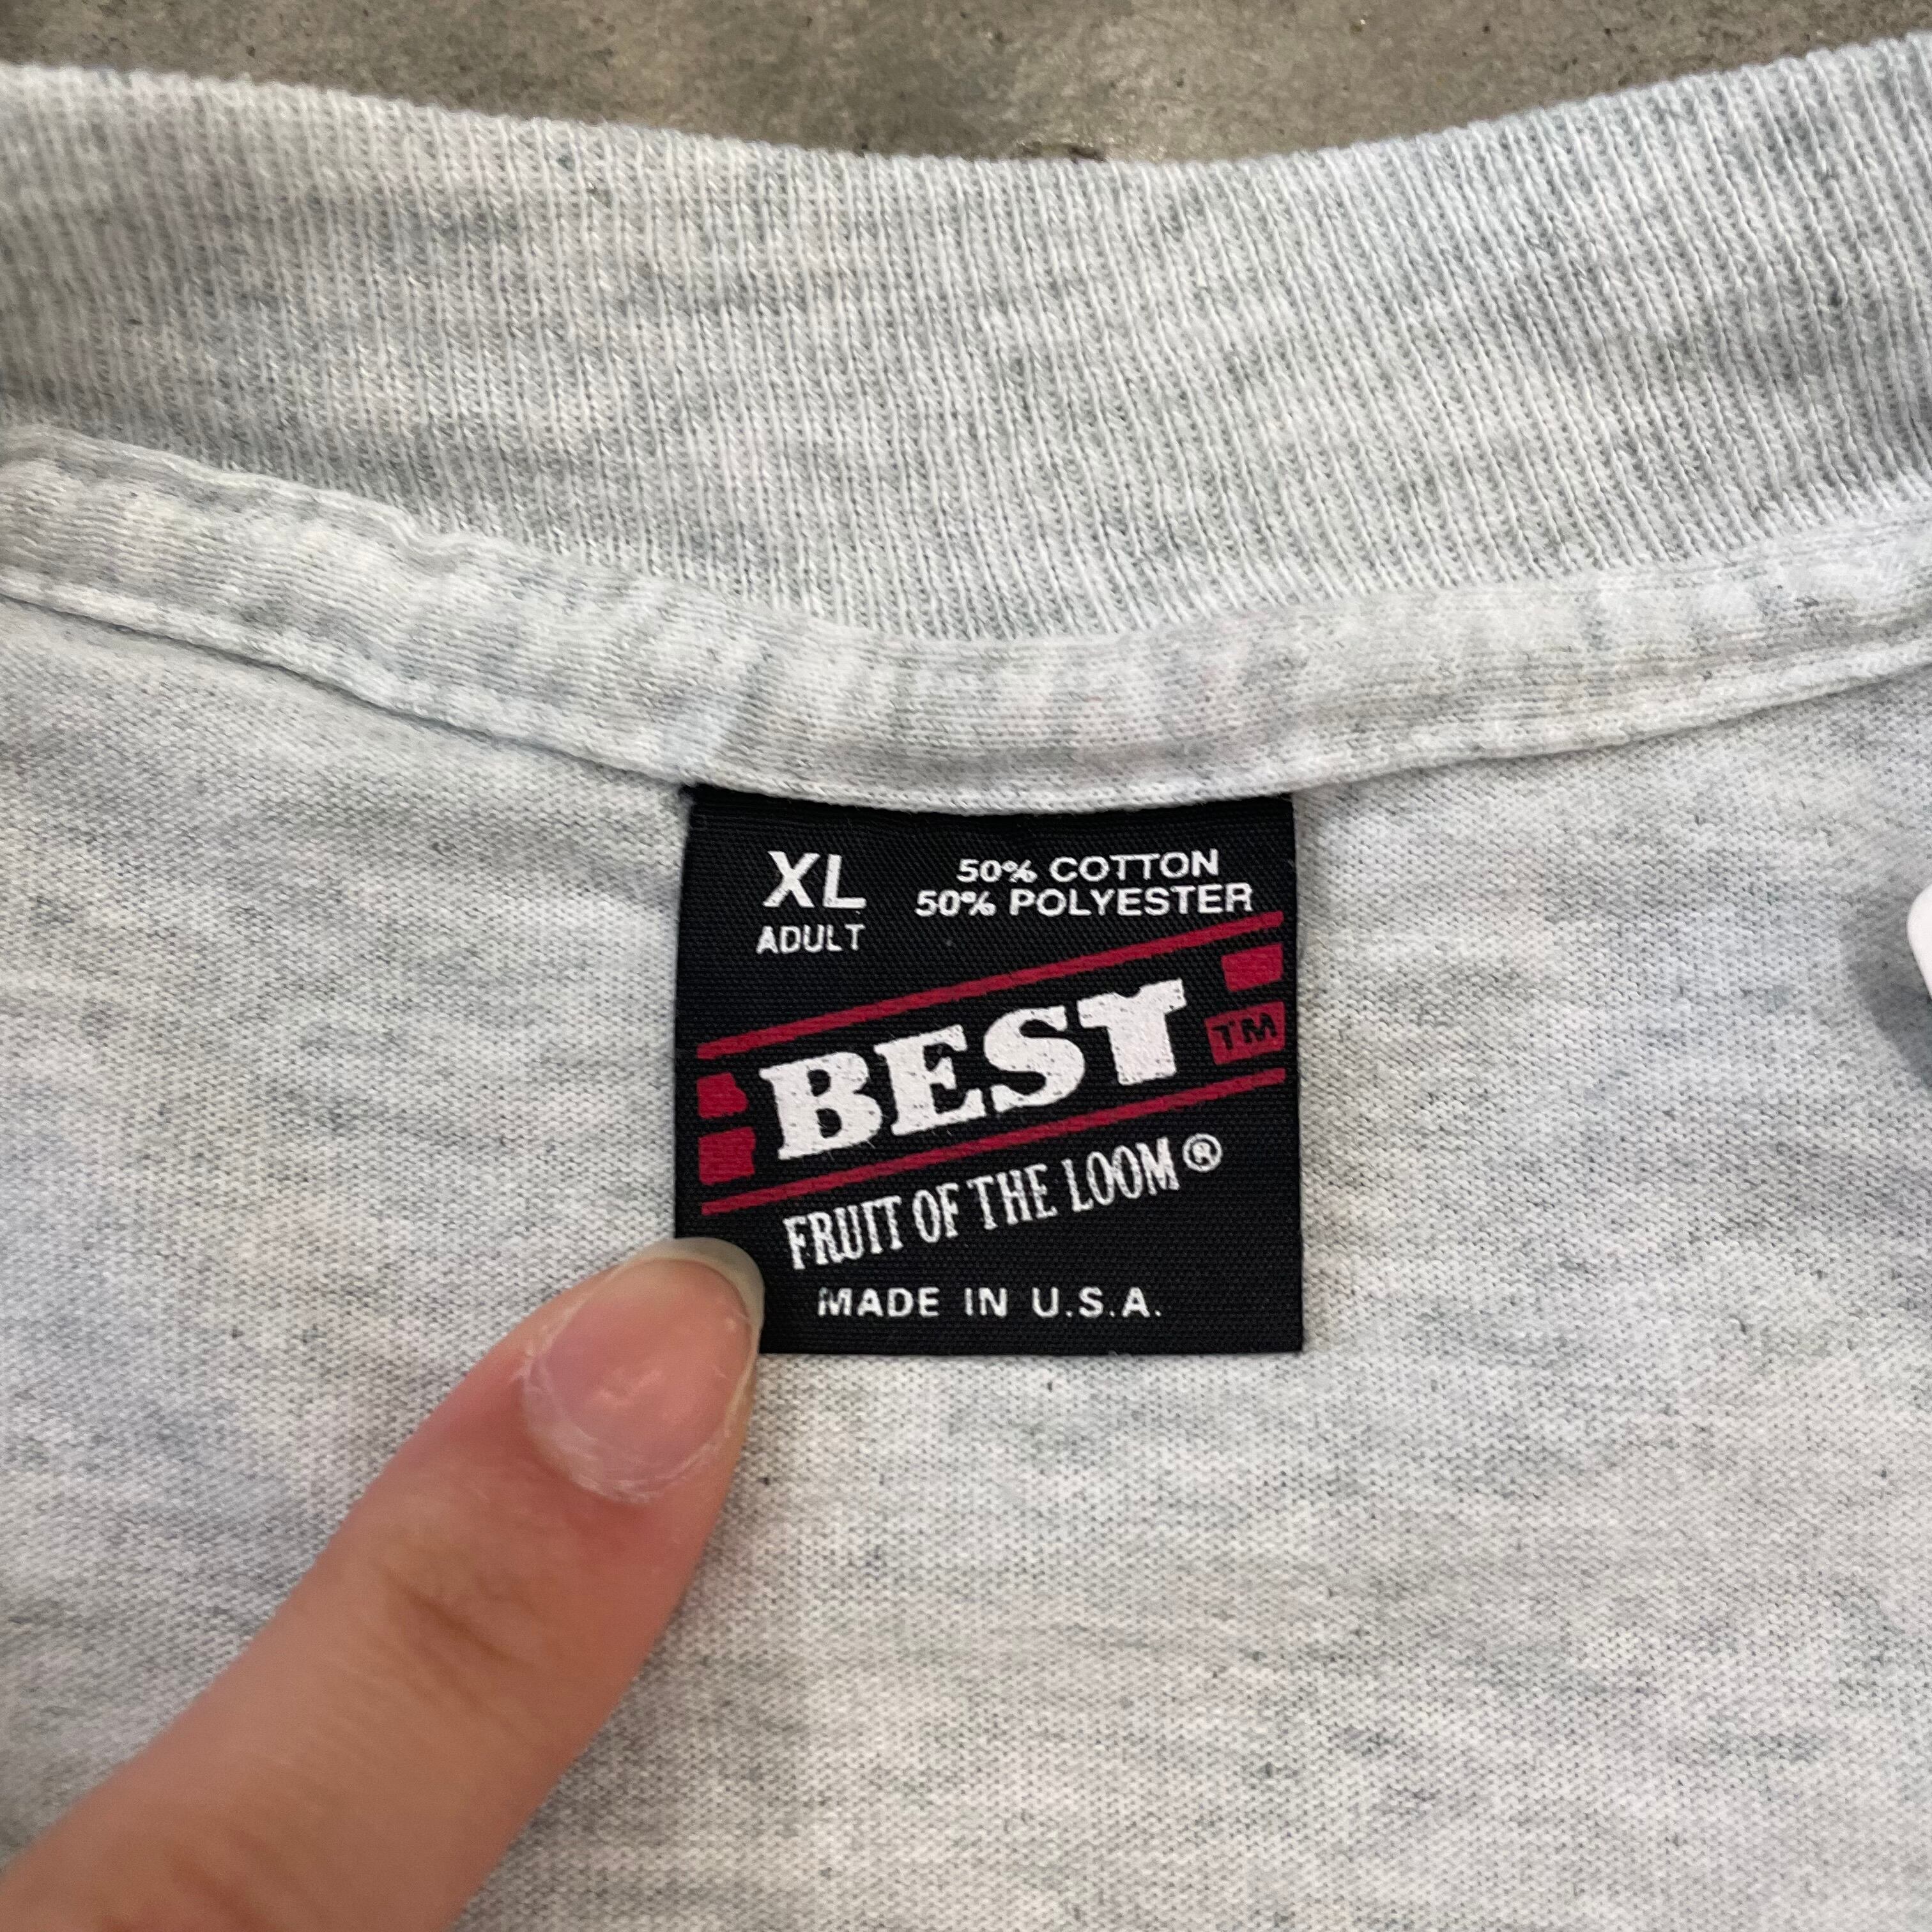 XL
ADULT
50% COTTON
50% POLYESTER
BEST TM
FRUIT OF THE LOOM®
MADE IN U.S.A.